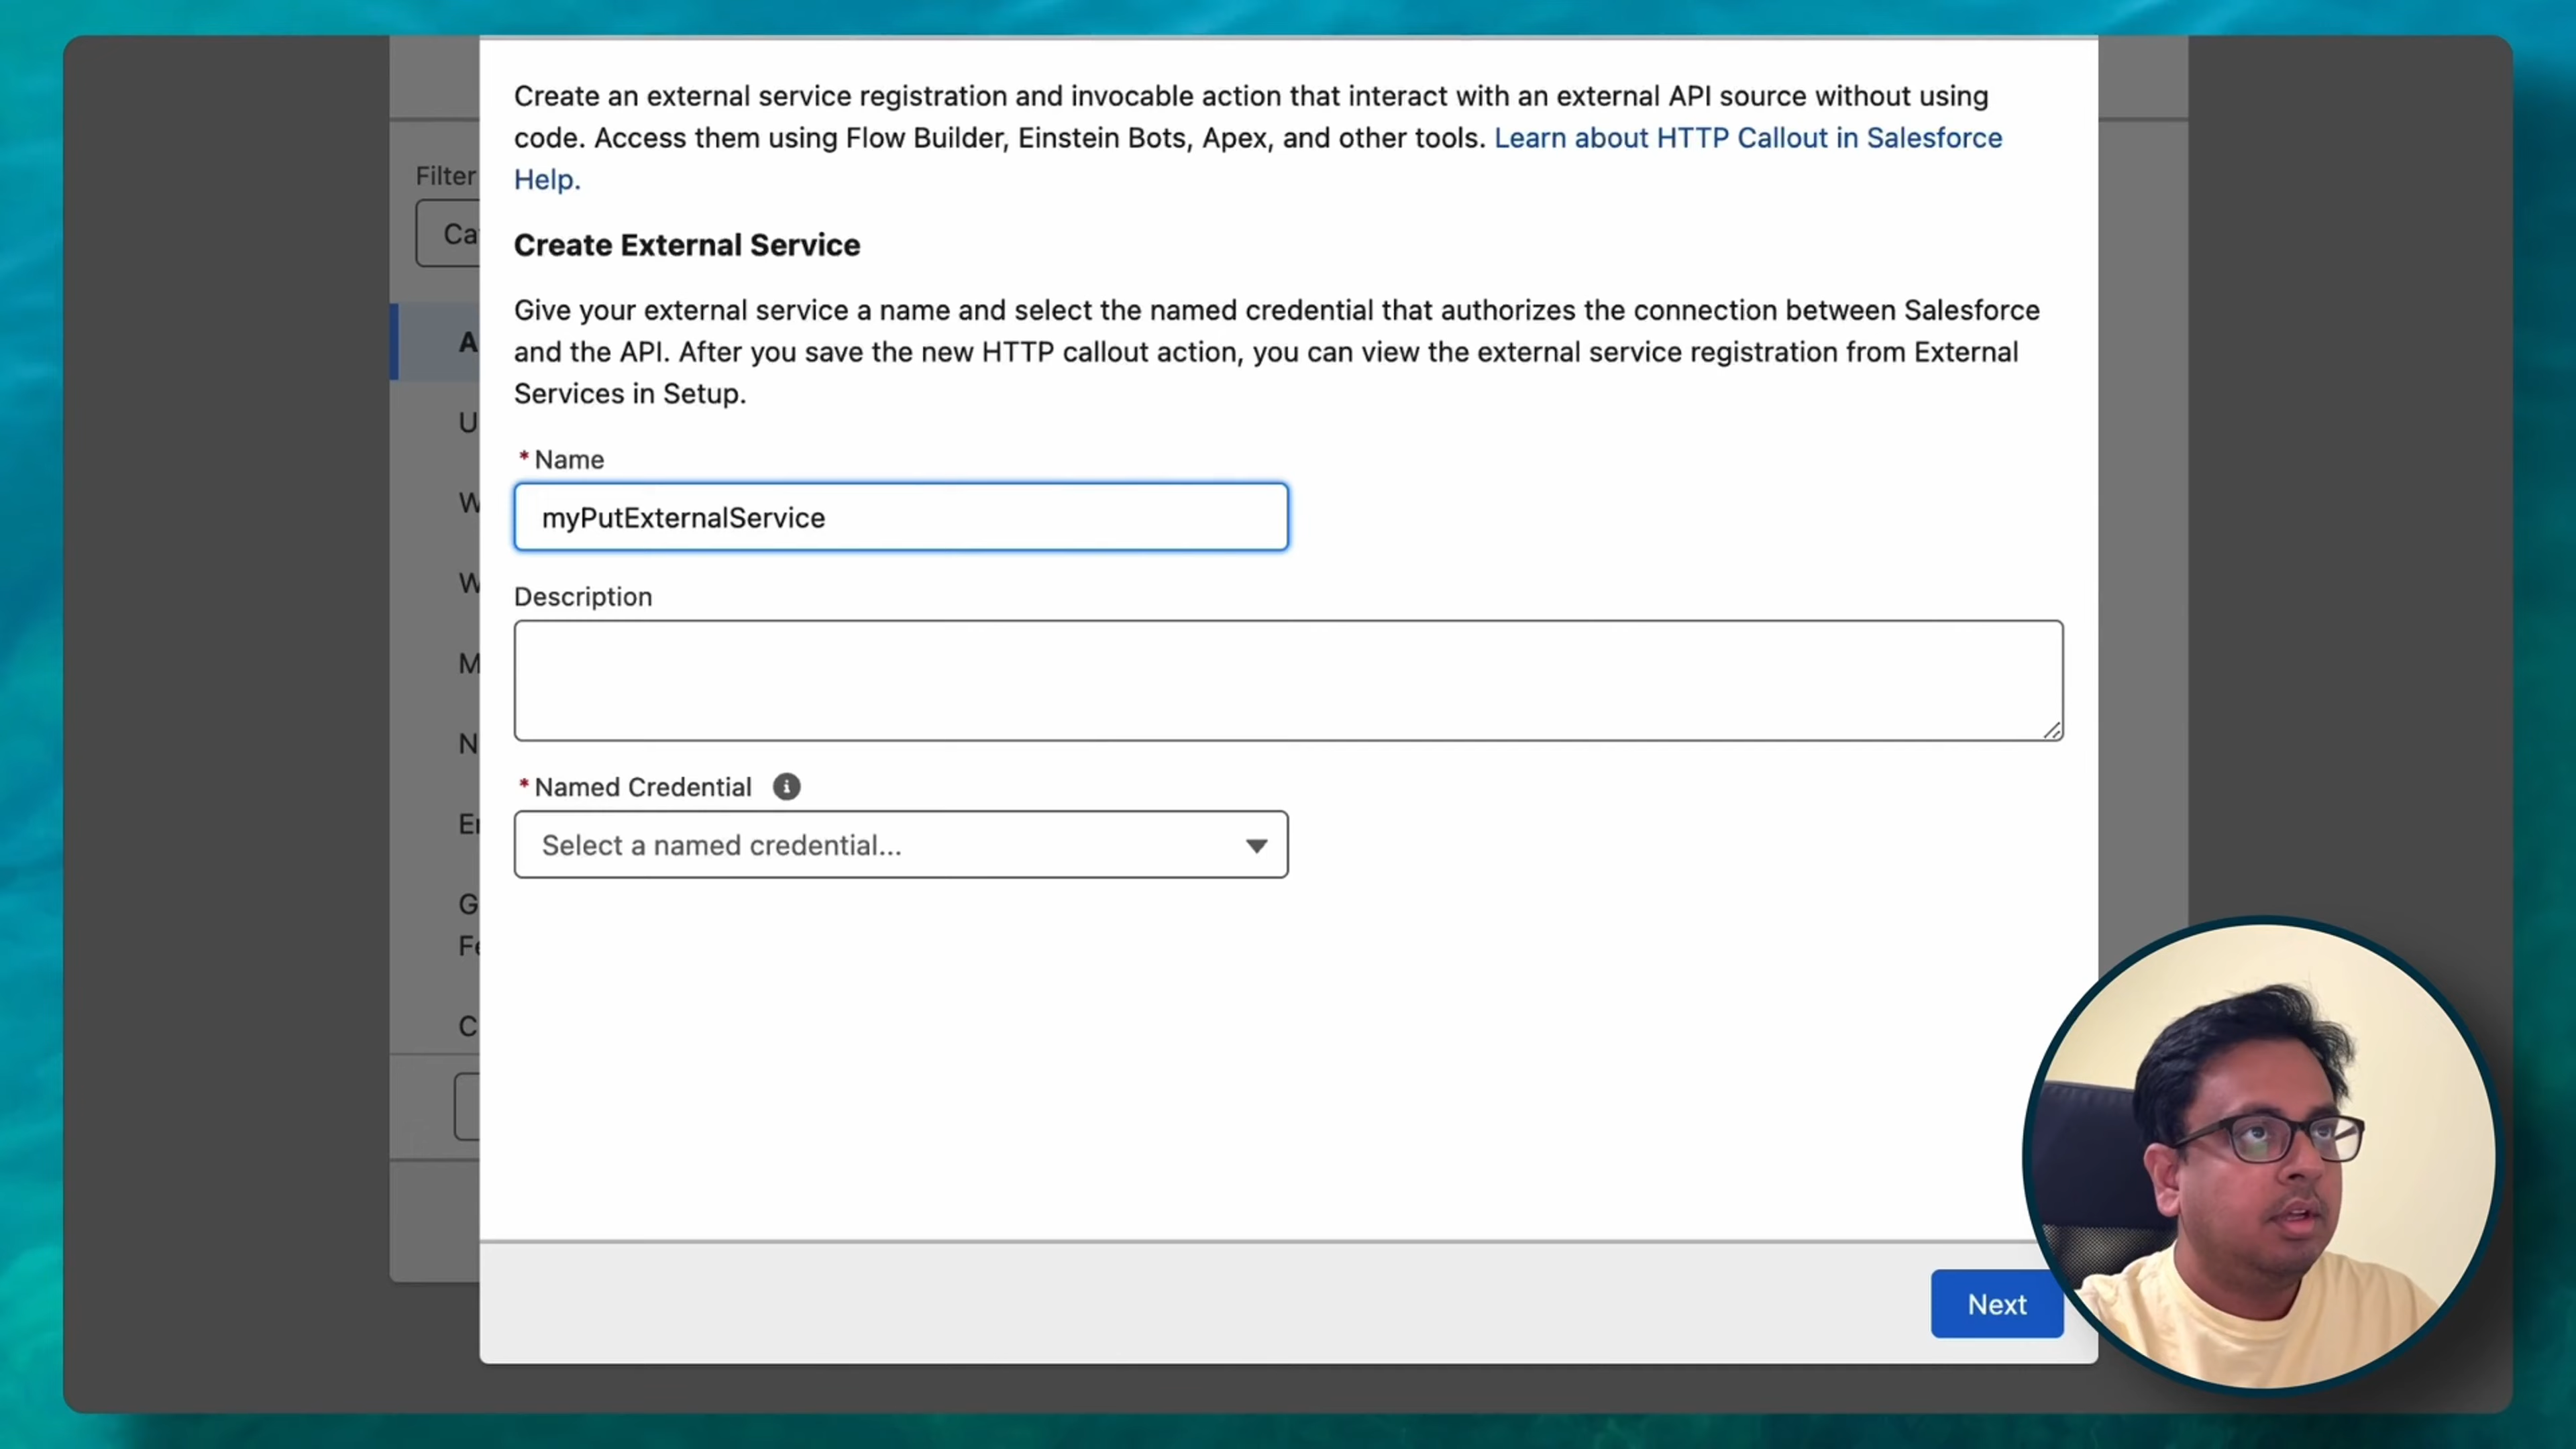 Create an external service registration and invocable action that interact with an external API source without using
code. Access them using Flow Builder, Einstein Bots, Apex, and other tools. Learn about HTTP Callout in Salesforce
Help.
Filter
Ca
Create External Service
Give your external service a name and select the named credential that authorizes the connection between Salesforce
and the API. After you save the new HTTP callout action, you can view the external service registration from External
Services in Setup.
A
U
* Name
W
myPutExternalService
W
Description
M
N
* Named Credential
Select a named credential...
G
Fe
C
Next